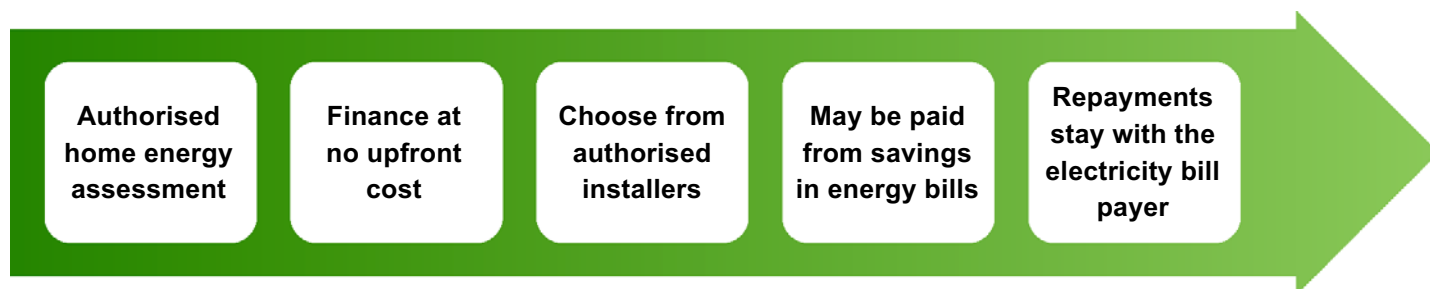 Authorised
home energy
assessment
Finance at
no upfront
cost
Choose from
authorised
installers
May be paid
from savings
in energy bills
Repayments
stay with the
electricity bill
payer